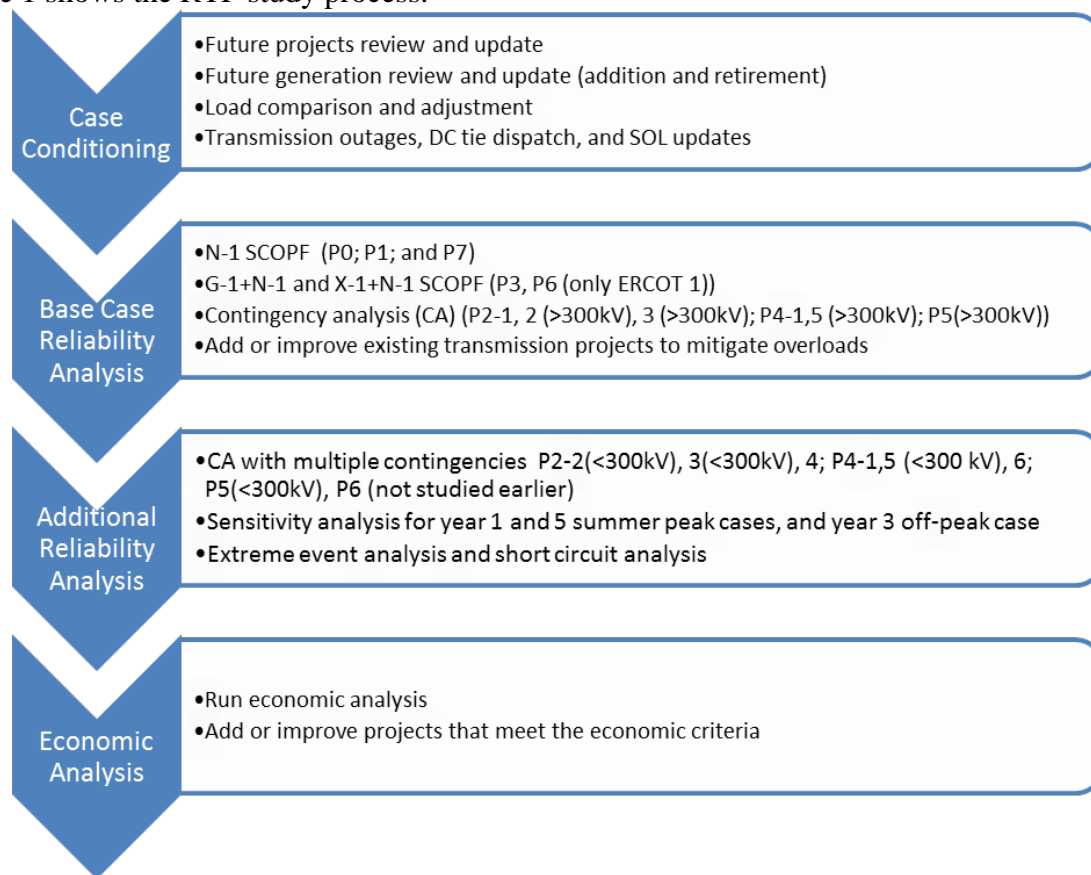 e 1 shows the RTP study process.
Case
Conditioning
•Future projects review and update
•Future generation review and update (addition and retirement)
•Load comparison and adjustment
•Transmission outages, DC tie dispatch, and SOL updates
Base Case
Reliability
Analysis
•N-1 SCOPF (P0; P1; and P7)
•G-1+N-1 and X-1+N-1 SCOPF (P3, P6 (only ERCOT 1))
•Contingency analysis (CA) (P2-1, 2 (>300kV), 3 (>300kV); P4-1,5 (>300kV); P5(>300kV))
•Add or improve existing transmission projects to mitigate overloads
Additional
Reliability
Analysis
•CA with multiple contingencies P2-2(<300kV), 3(<300kV), 4; P4-1,5 (<300 kV), 6;
P5(<300kV), P6 (not studied earlier)
•Sensitivity analysis for year 1 and 5 summer peak cases, and year 3 off-peak case
•Extreme event analysis and short circuit analysis
Economic
Analysis
•Run economic analysis
•Add or improve projects that meet the economic criteria